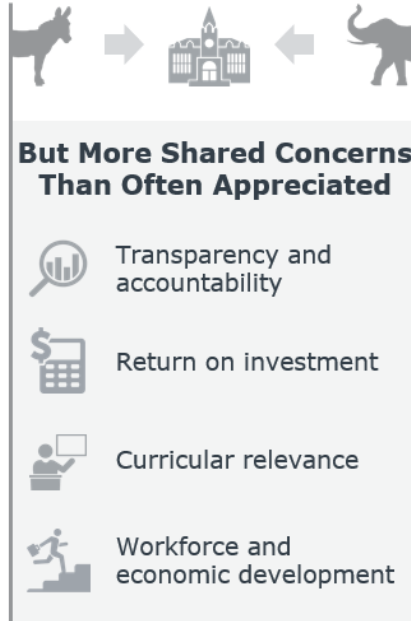 But More Shared Concerns
Than Often Appreciated
Transparency and
accountability
$
Return on investment
Curricular relevance
Workforce and
economic development